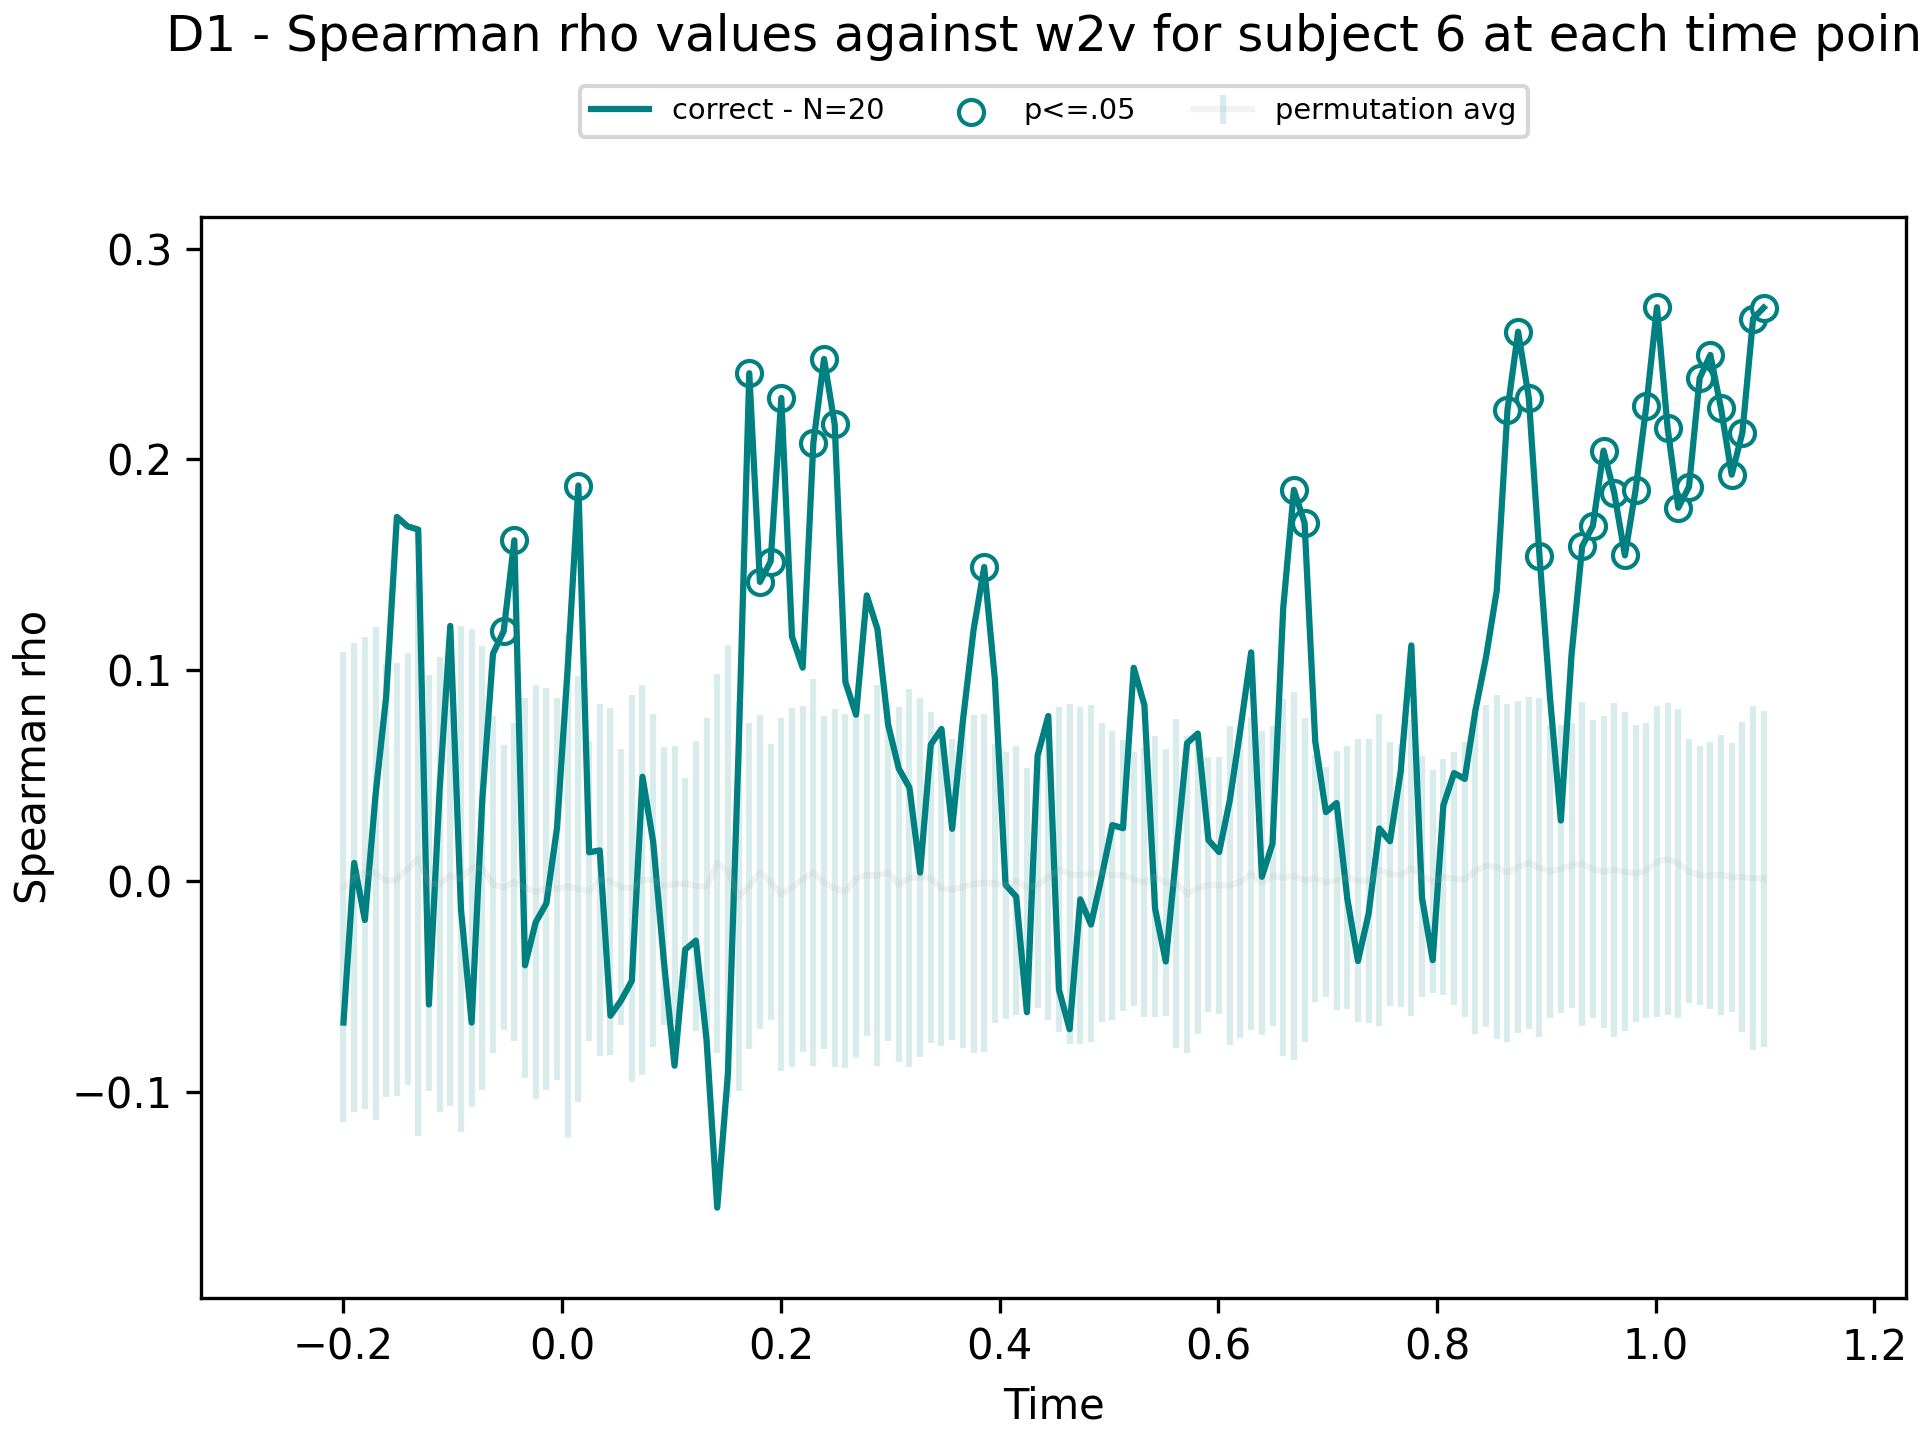 D1 - Spearman rho values against w2v for subject 6 at each time poin
correct - N=20 p<=.05 permutation avg
0.3
0.2
0.1
0.0
−0.1
Spearman rho
−0.2 0.0 0.2 0.4 0.6 0.8 1.0 1.2
Time